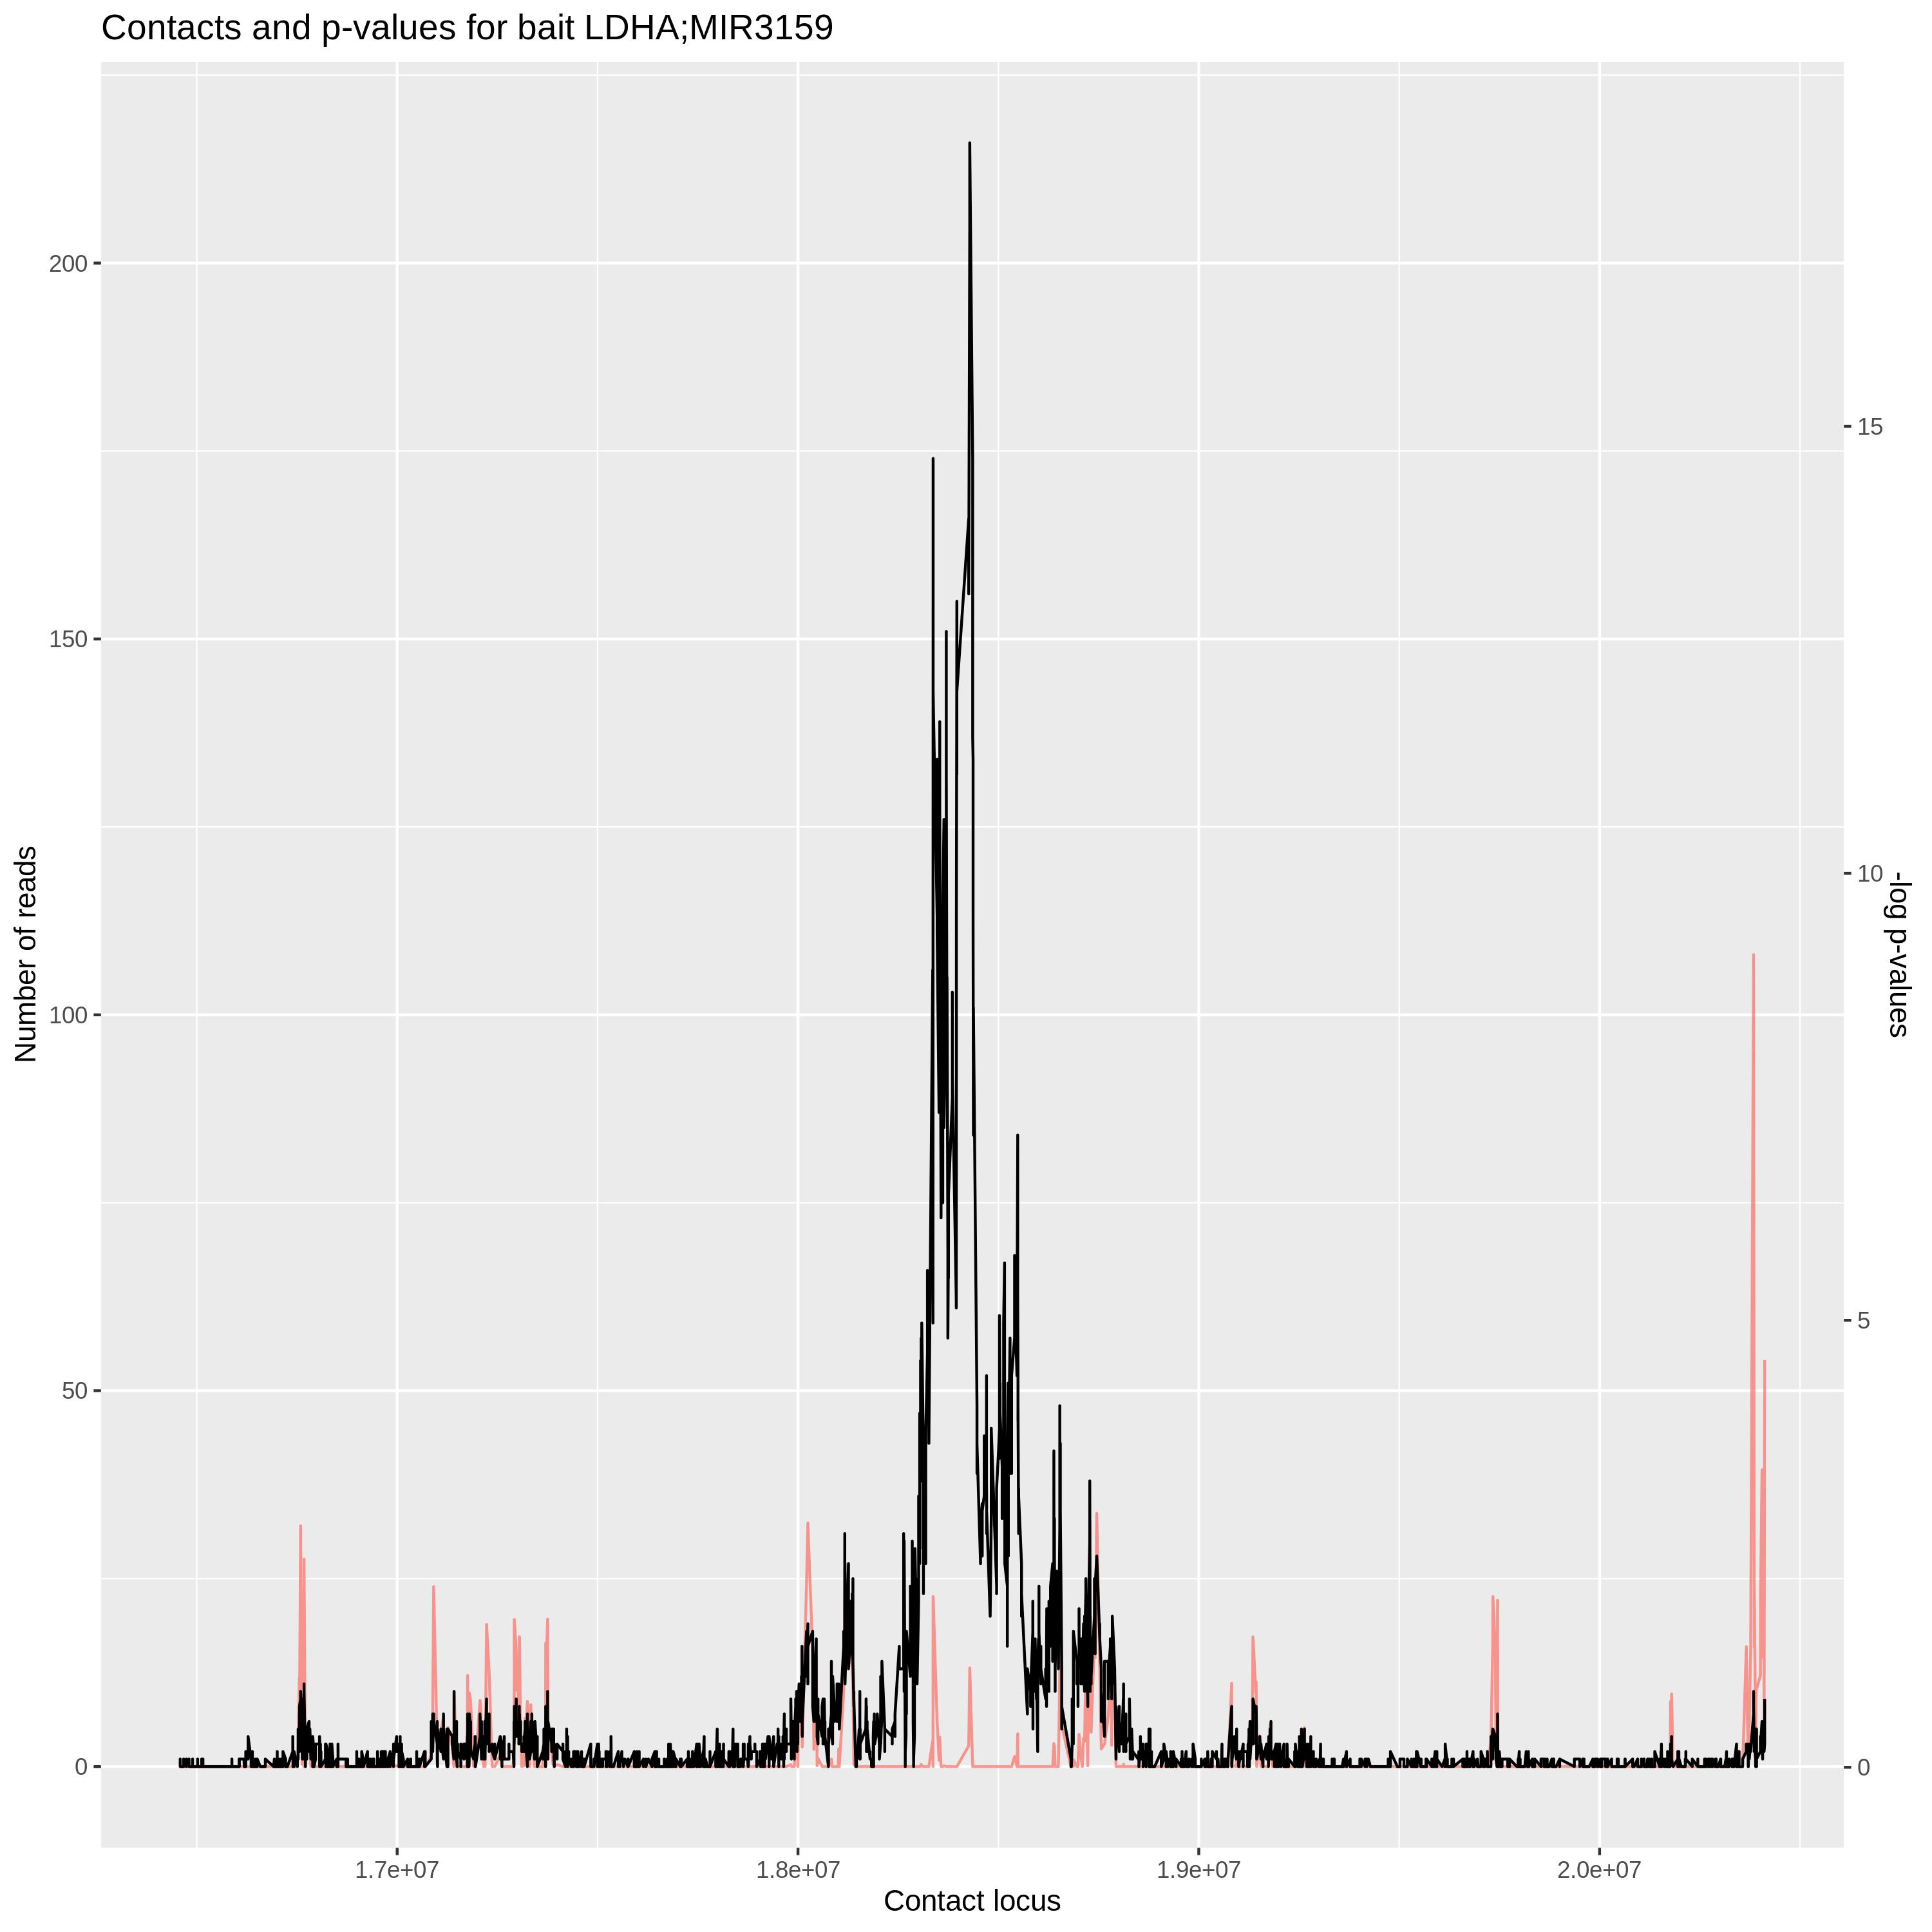 Contacts and p-values for bait LDHA;MIR3159
200
150
100
50
0
Number of reads
15
10
5
0
-log p-values
1.7e+07
1.8e+07
1.9e+07
2.0e+07
Contact locus